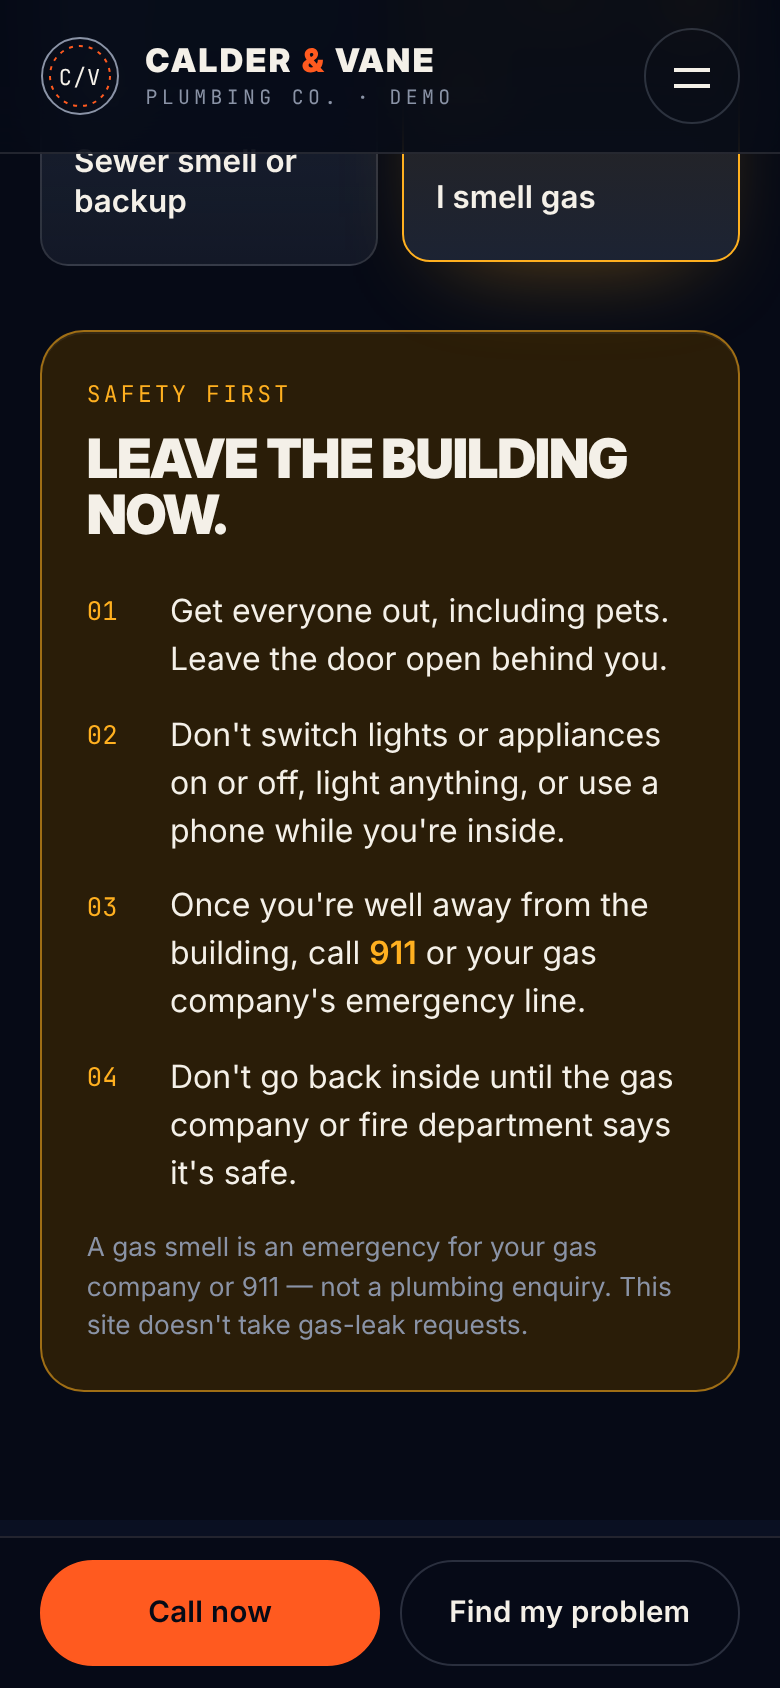 C/V
CALDER & VANE
PLUMBING CO. · DEMO
Sewer smell or
backup
I smell gas
SAFETY FIRST
LEAVE THE BUILDING
NOW.
01 Get everyone out, including pets.
Leave the door open behind you.
02 Don't switch lights or appliances
on or off, light anything, or use a
phone while you're inside.
03 Once you're well away from the
building, call 911 or your gas
company's emergency line.
04 Don't go back inside until the gas
company or fire department says
it's safe.
A gas smell is an emergency for your gas
company or 911 — not a plumbing enquiry. This
site doesn't take gas-leak requests.
Call now
Find my problem